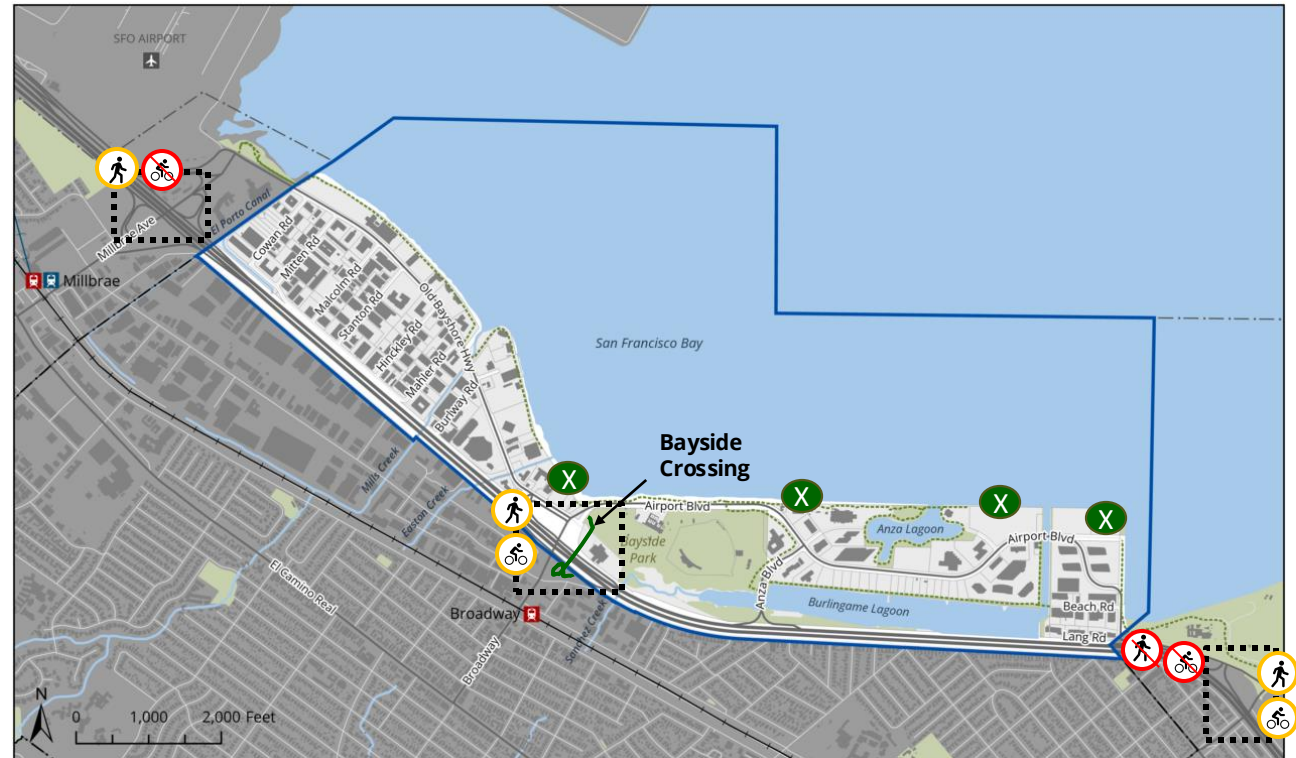 SFO AIRPORT
El Porto Canal
Millbrae Ave
Millbrae
Cowan Rd
Mitten Rd
Malcolm Rd
Stanton Rd
Hinckley Rd
Mahler Rd
Burlway Rd
Old Bayshore Hwy
San Francisco Bay
Bayside
Crossing
X
X
X
X
Airport Blvd
Bayside
Park
Anza Lagoon
Airport Blvd
Anza Blvd
Burlingame Lagoon
Beach Rd
Lang Rd
Mills Creek
Easton Creek
El Camino Real
Broadway
Sanchez Creek
Broadway
N
0 1,000 2,000 Feet